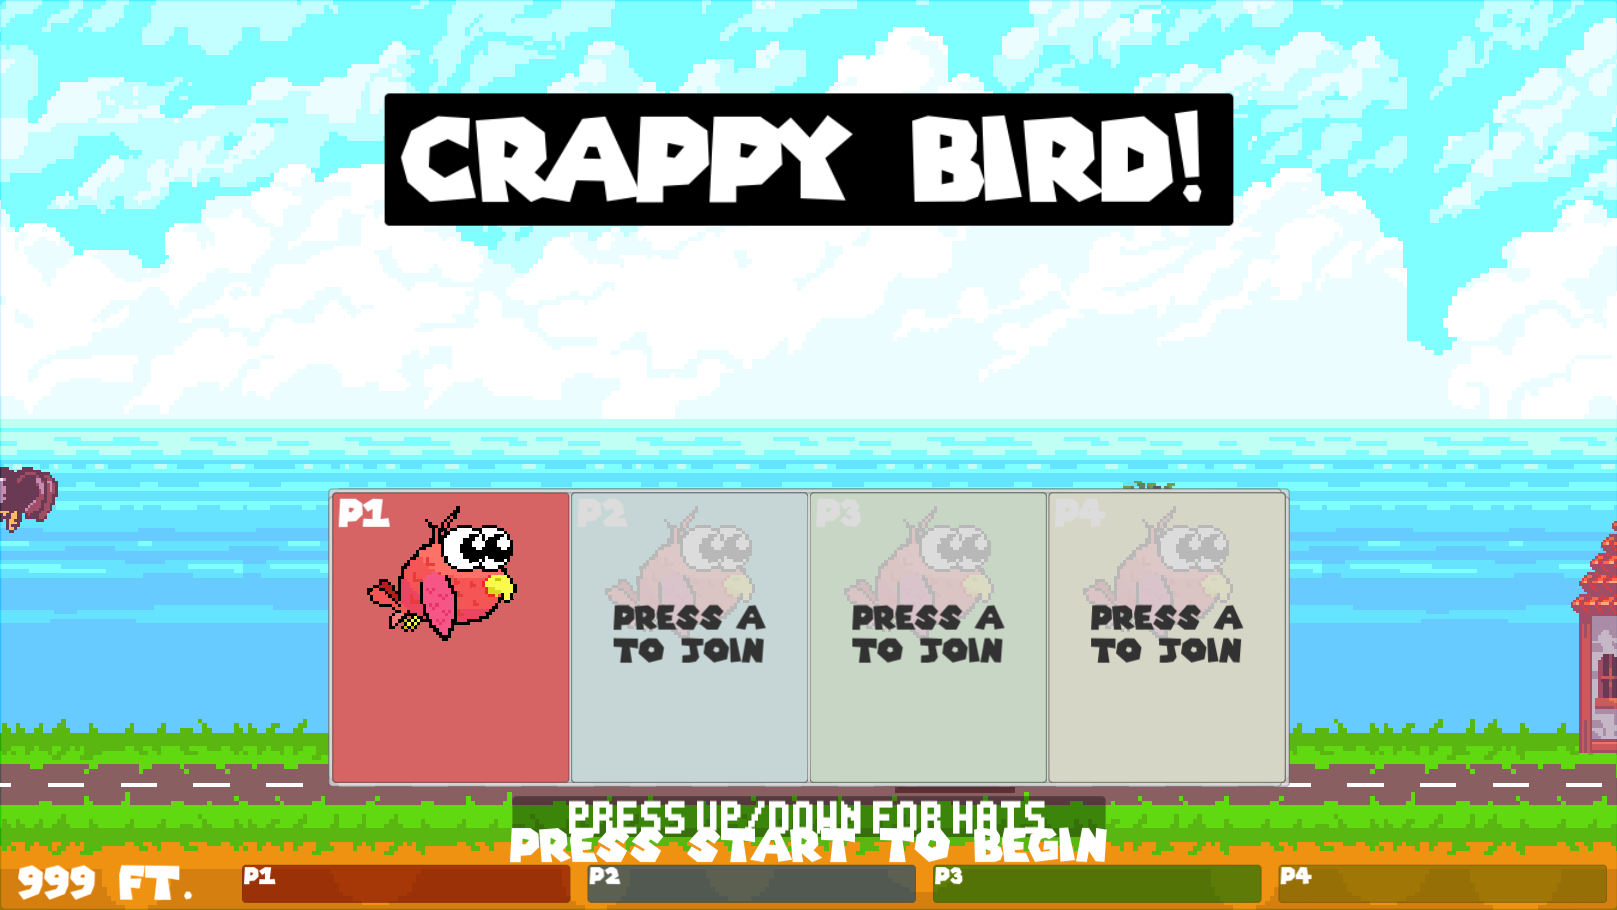 CRAPPY BIRD!
P1
P2
P3
P4
PRESS A
TO JOIN
PRESS A
TO JOIN
PRESS A
TO JOIN
PRESS UP/DOWN FOR HATS
PRESS START TO BEGIN
999 FT.
P1
P2
P3
P4